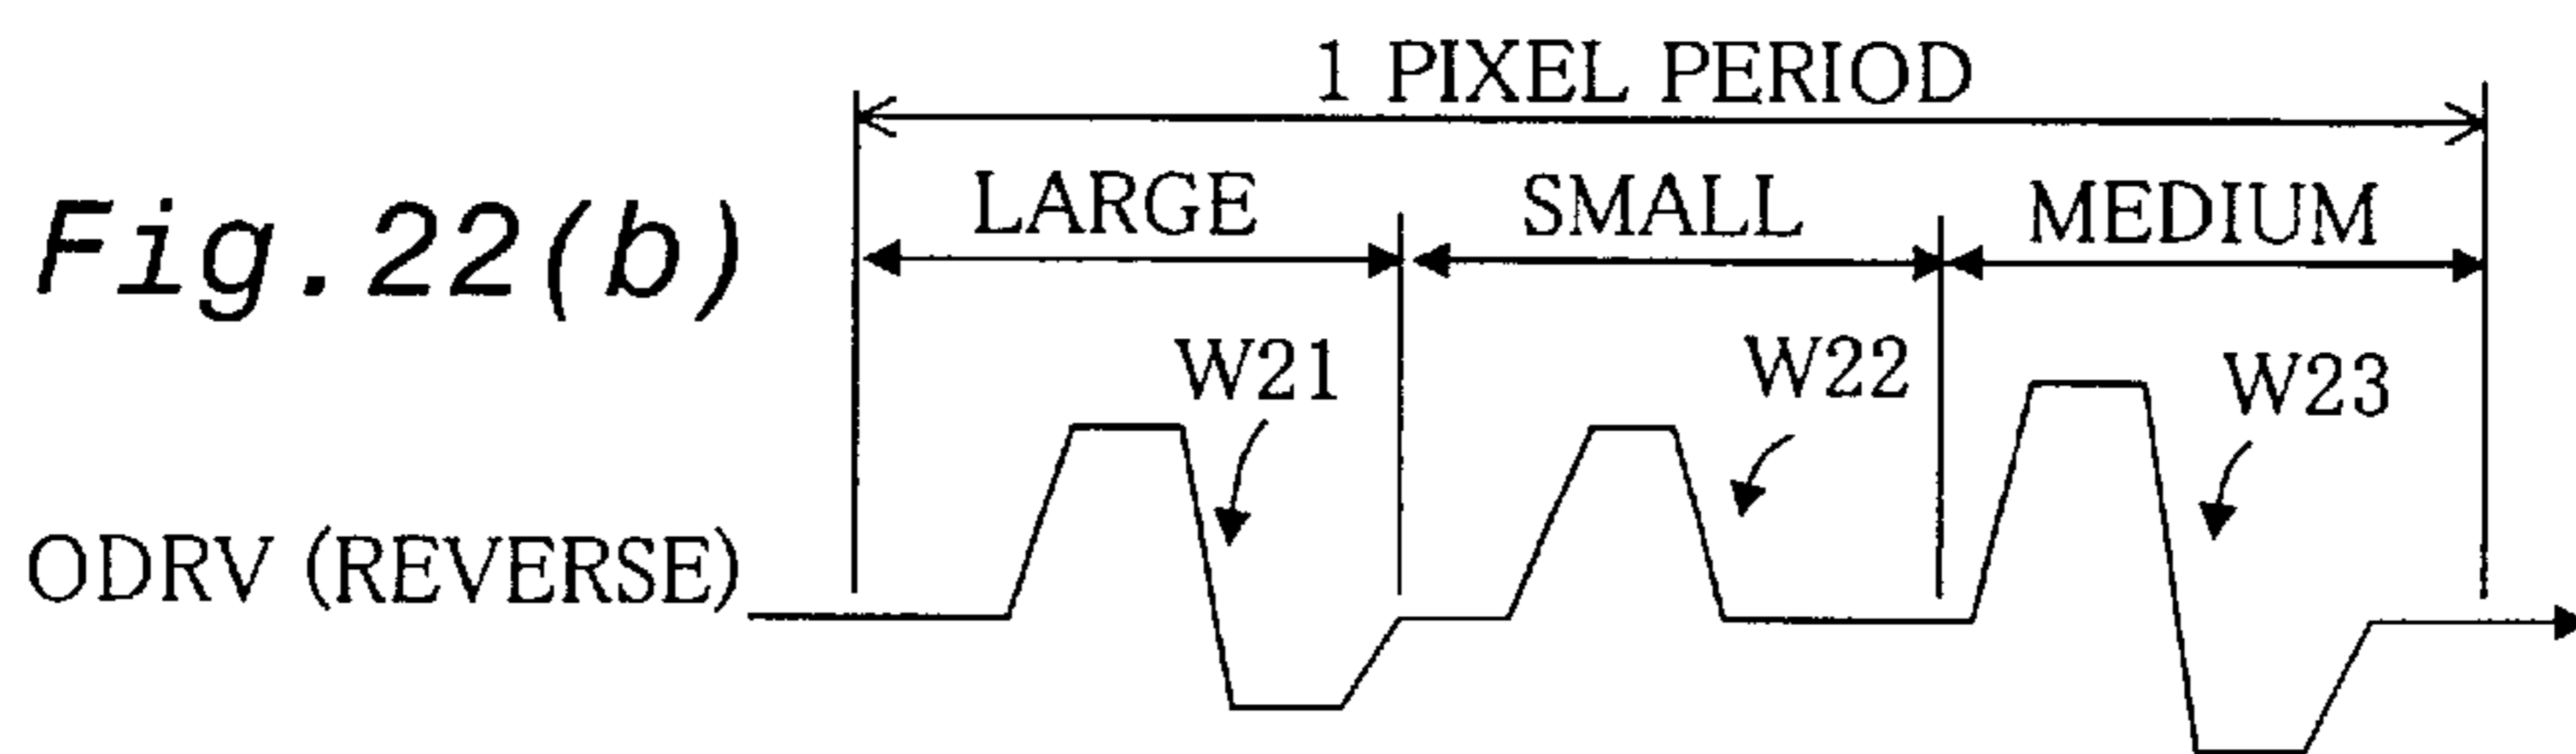 1 PIXEL PERIOD
Fig.22(b)
LARGE SMALL MEDIUM
W21 W22 W23
ODRV (REVERSE)